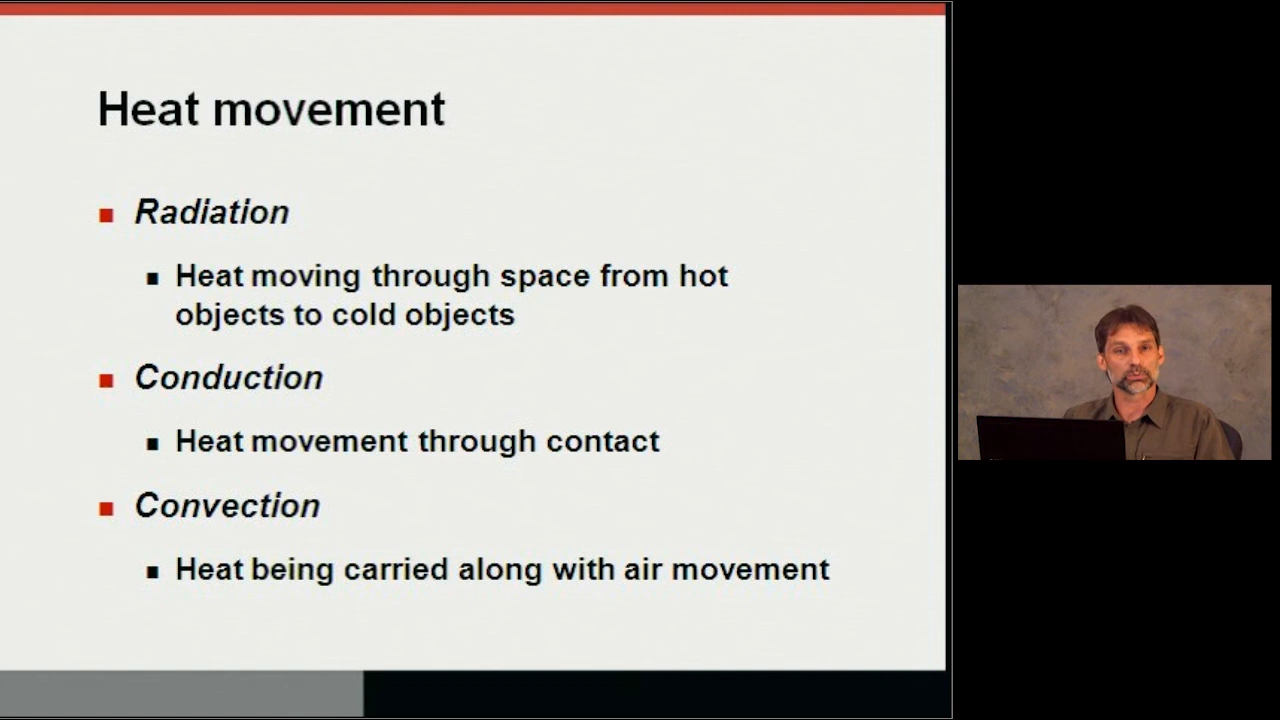 Heat movement
Radiation
Heat moving through space from hot
objects to cold objects
Conduction
Heat movement through contact
Convection
Heat being carried along with air movement